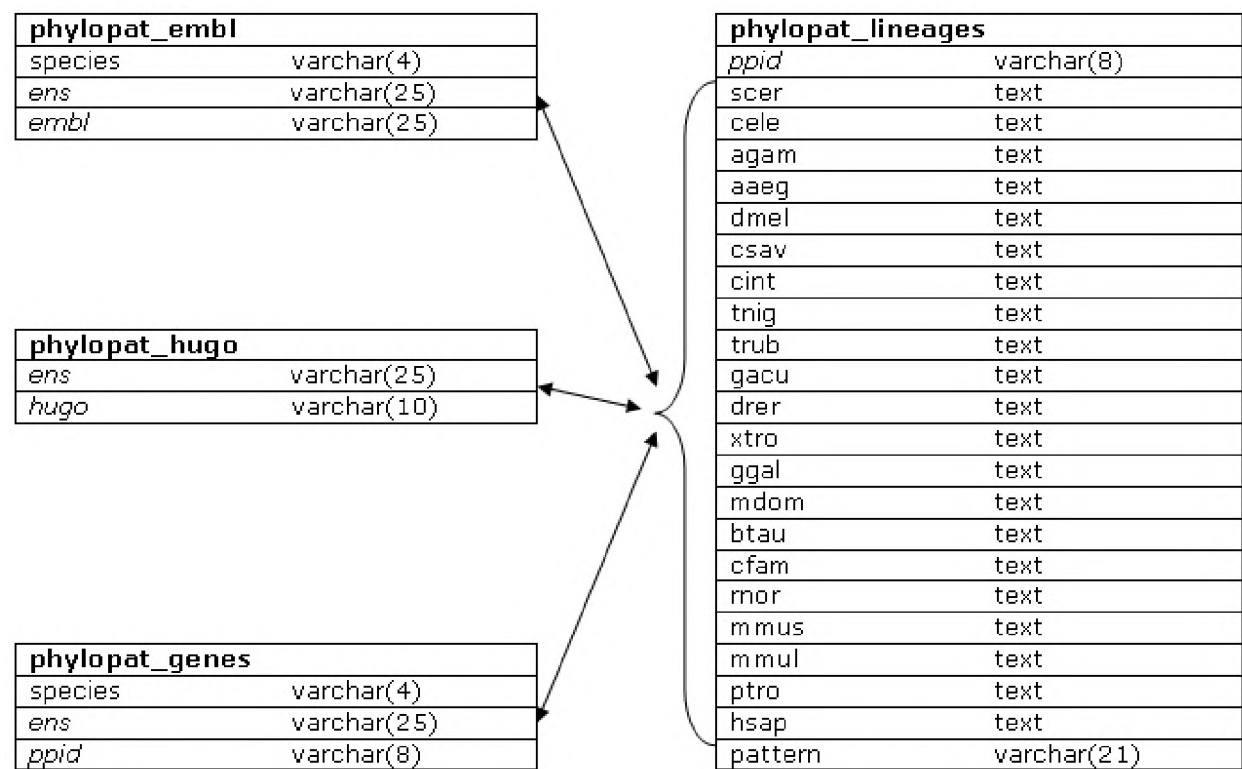 phylopat_embl
species varchar(4)
ens varchar(25)
embl varchar(25)
phylopat_hugo
ens varchar(25)
hugo varchar(10)
phylopat_genes
species varchar(4)
ens varchar(25)
ppid varchar(8)
phylopat_lineages
ppid varchar(8)
scer text
cele text
agam text
aaeg text
dmel text
csav text
cint text
tnig text
trub text
gacu text
drer text
xtro text
ggal text
mdom text
btau text
cfam text
rnor text
mmus text
mmul text
ptro text
hsap text
pattern varchar(21)